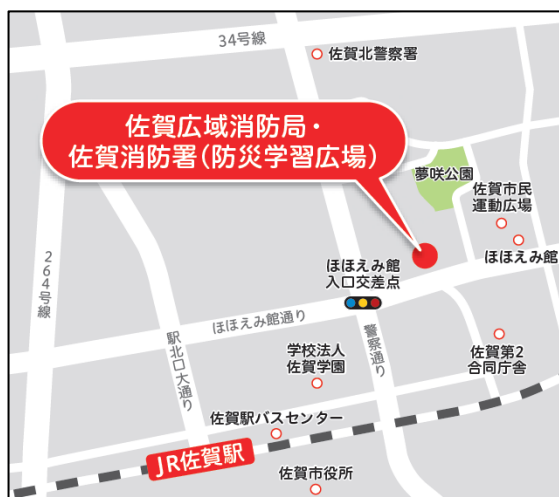 34号線
佐賀北警察署
佐賀広域消防局・
佐賀消防署(防災学習広場)
夢咲公園
佐賀市民
運動広場
ほほえみ館
264号線
ほほえみ館
入口交差点
ほほえみ館通り
駅北口大通り
警察通り
学校法人
佐賀学園
佐賀第2
合同庁舎
佐賀駅バスセンター
JR佐賀駅
佐賀市役所